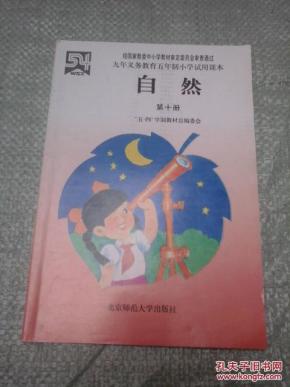 经国家教委中小学教材审定委员会审查通过
54
WSZX
九年义务教育五年制小学试用课本
自 然
第十册
“五·四”学制教材总编委会
北京师范大学出版社
孔夫子旧书网